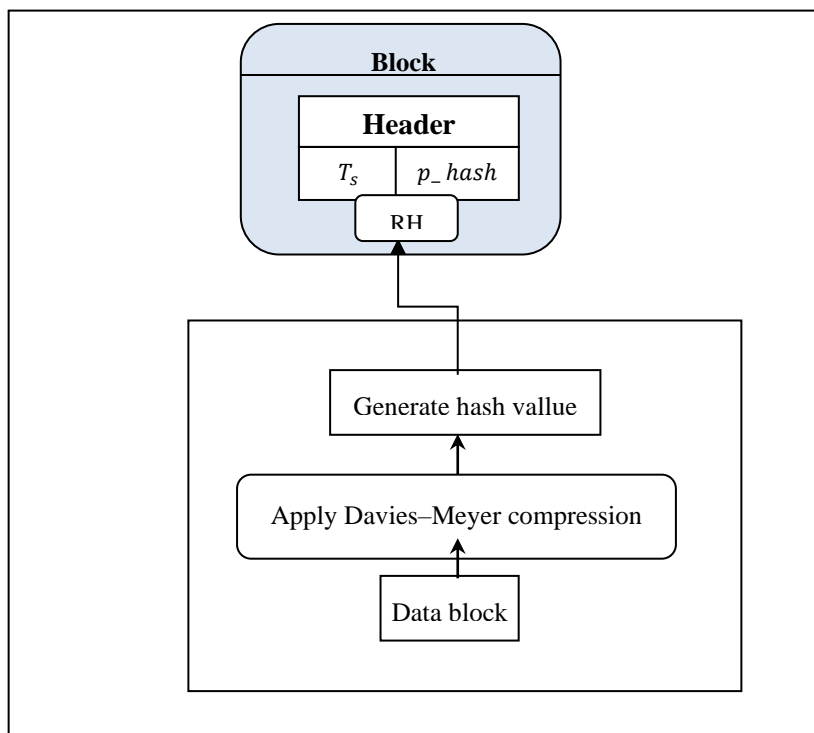 Block
Header
T_s p_ hash
RH
Generate hash vallue
Apply Davies–Meyer compression
Data block